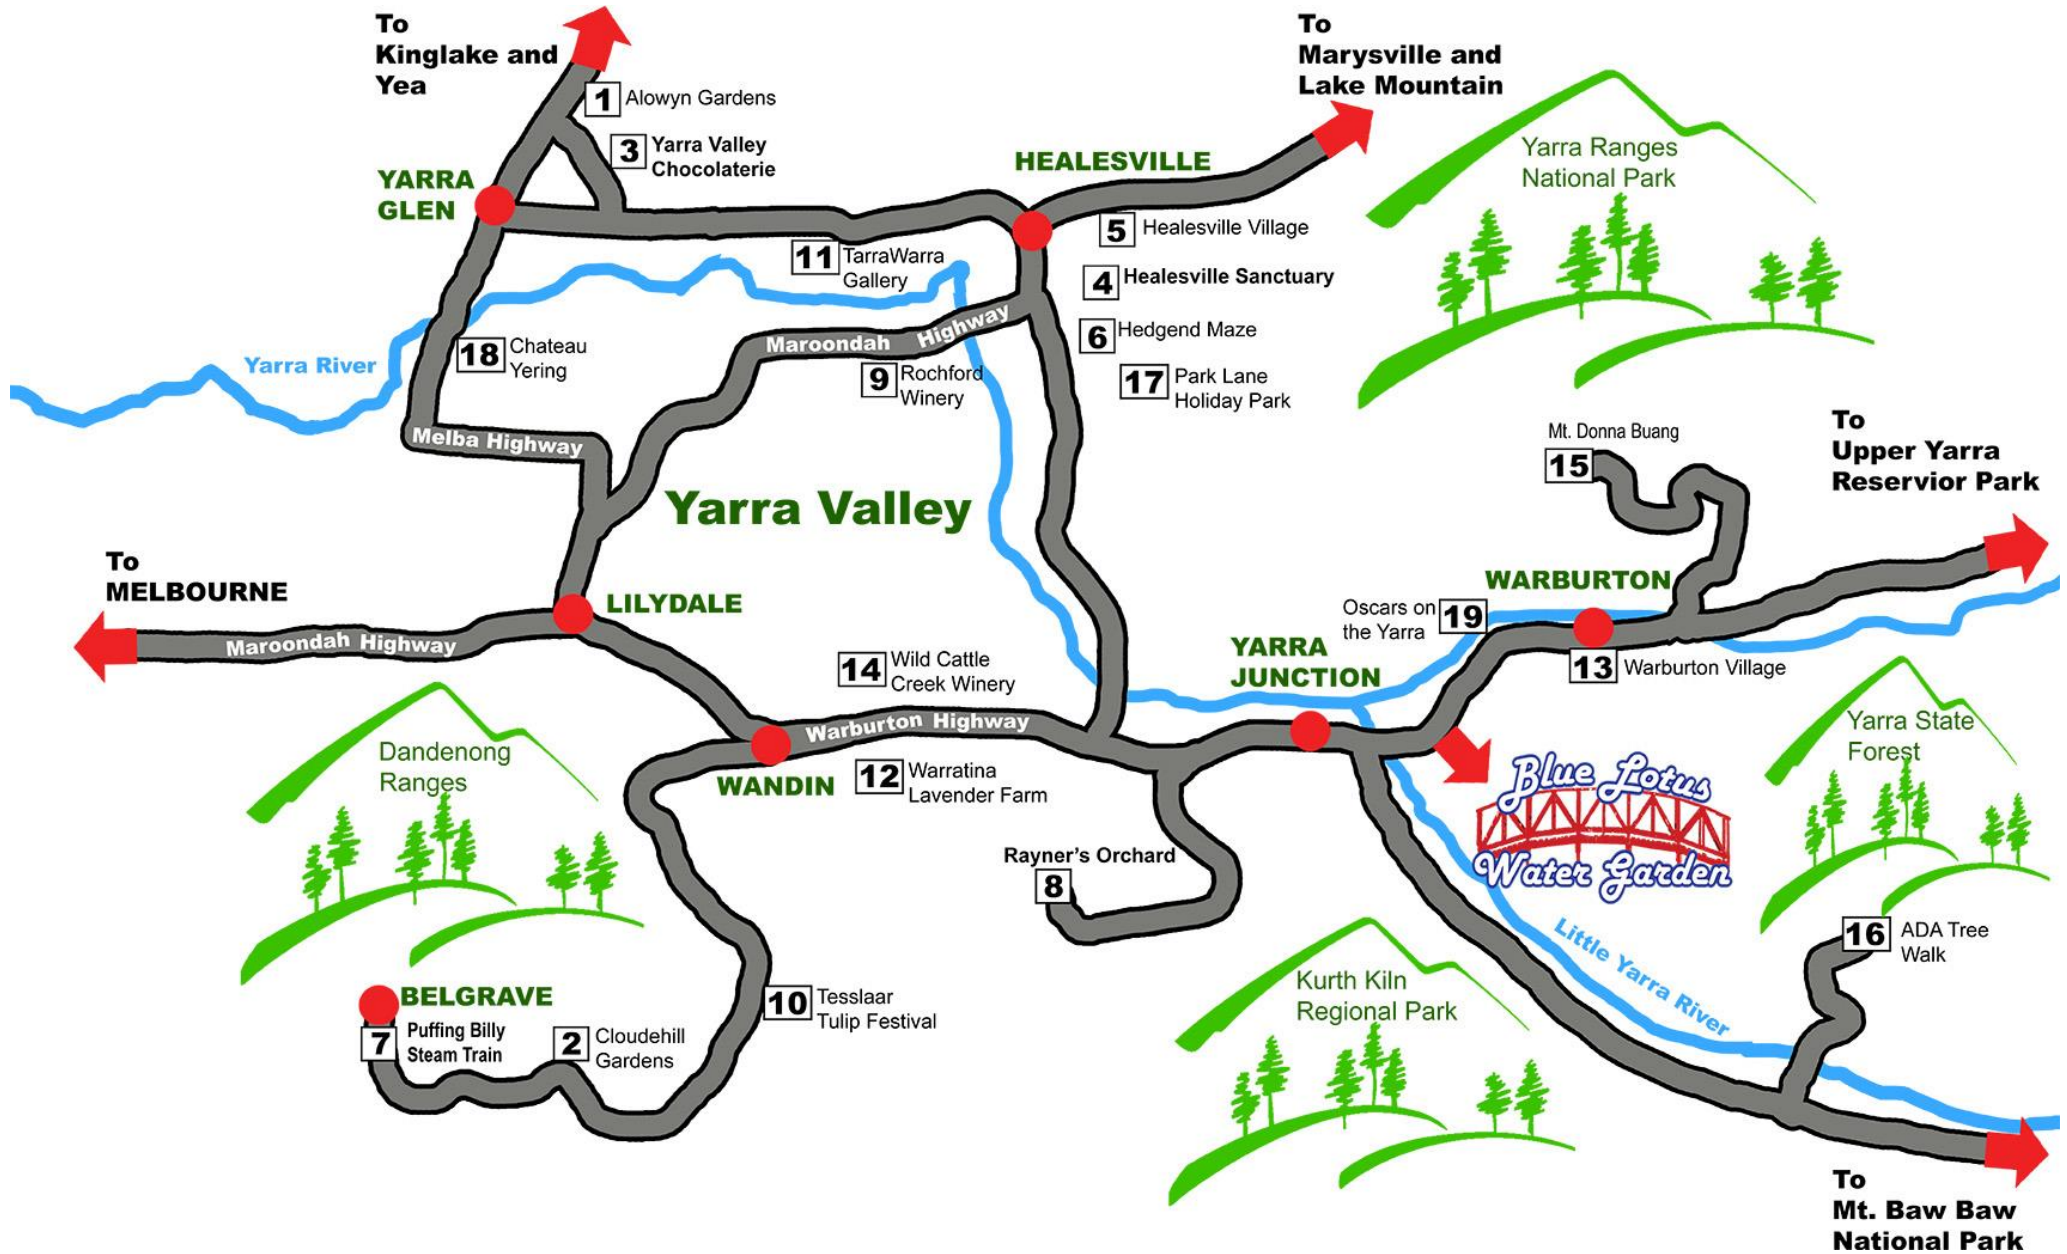 To
Kinglake and
Yea
1 Alowyn Gardens
3 Yarra Valley
Chocolaterie
YARRA
GLEN
To
Marysville and
Lake Mountain
HEALESVILLE
Yarra Ranges
National Park
5 Healesville Village
4 Healesville Sanctuary
11 TarraWarra
Gallery
6 Hedgend Maze
17 Park Lane
Holiday Park
Maroondah Highway
9 Rochford
Winery
18 Chateau
Yering
Yarra River
Melba Highway
Yarra Valley
Mt. Donna Buang
15
To
Upper Yarra
Reservior Park
To
MELBOURNE
Maroondah Highway
LILYDALE
WARBURTON
Oscars on
the Yarra
19
13 Warburton Village
YARRA
JUNCTION
14 Wild Cattle
Creek Winery
Warburton Highway
WANDIN
12 Warratina
Lavender Farm
Dandenong
Ranges
Yarra State
Forest
Blue Lotus
Water Garden
Rayner's Orchard
8
Little Yarra River
16 ADA Tree
Walk
Kurth Kiln
Regional Park
BELGRAVE
7 Puffing Billy
Steam Train
2 Cloudehill
Gardens
10 Tesslaar
Tulip Festival
To
Mt. Baw Baw
National Park